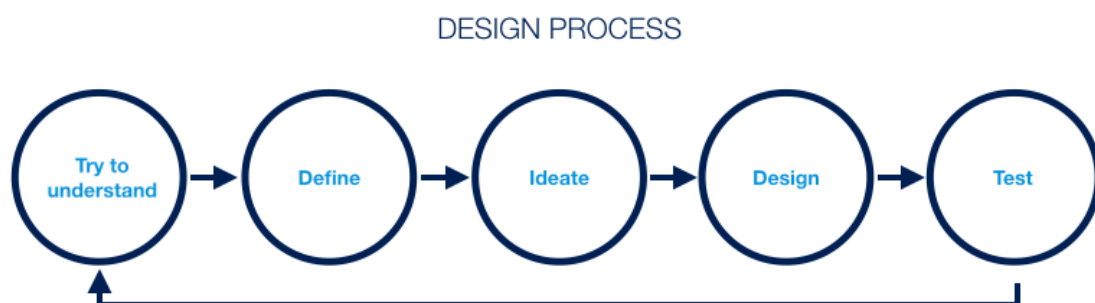 DESIGN PROCESS
Try to
understand
Define
Ideate
Design
Test